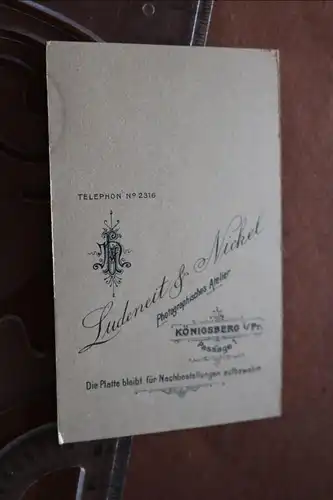 TELEPHON Nº 2316
Ludeneit & Nickel
Photographisches Atelier
KÖNIGSBERG i/Pr.
Passage
Die Platte bleibt für Nachbestellungen aufbewahrt